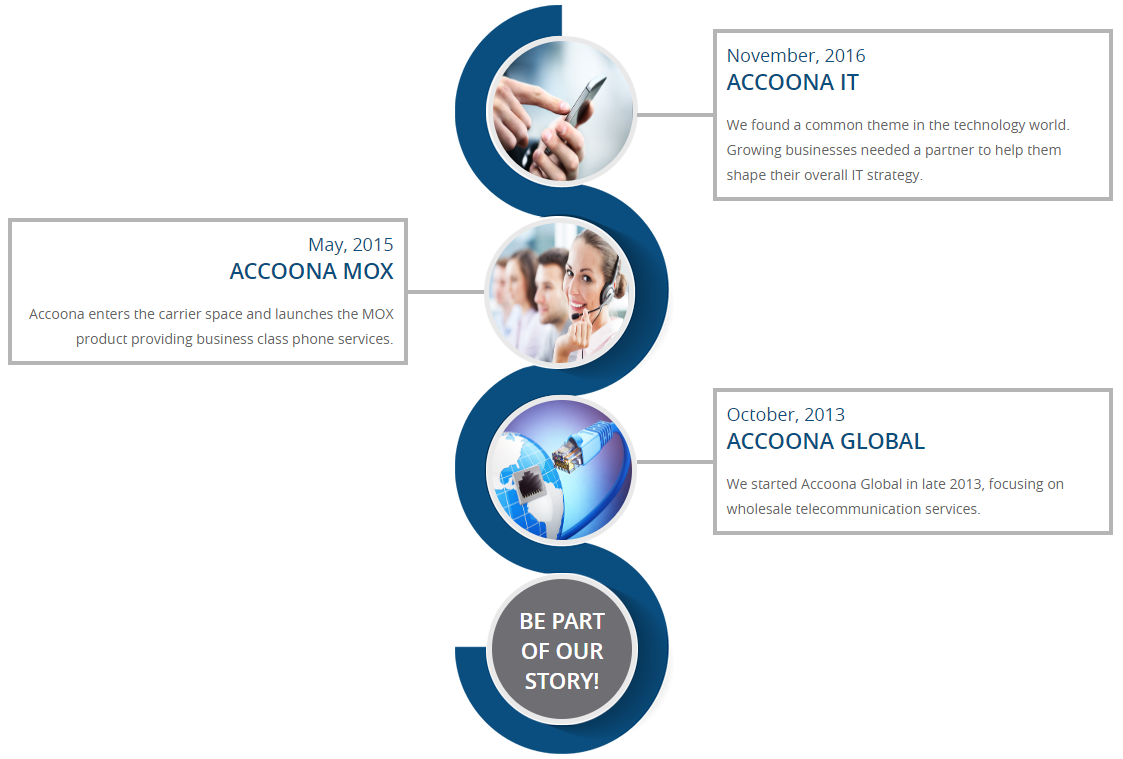 November, 2016
ACCOONA IT
We found a common theme in the technology world.
Growing businesses needed a partner to help them
shape their overall IT strategy.
May, 2015
ACCOONA MOX
Accoona enters the carrier space and launches the MOX
product providing business class phone services.
October, 2013
ACCOONA GLOBAL
We started Accoona Global in late 2013, focusing on
wholesale telecommunication services.
BE PART
OF OUR
STORY!